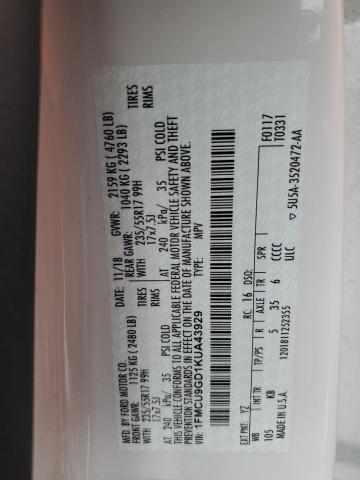 MFD. BY FORD MOTOR CO.
DATE: 11/18 GVWR: 2159 KG ( 4760 LB)
FRONT GAWR: 1125 KG ( 2480 LB) REAR GAWR: 1040 KG ( 2293 LB)
WITH TIRES WITH TIRES
235/55R17 99H 235/55R17 99H
17x7.5J RIMS 17x7.5J RIMS
AT 240 kPa/ 35 PSI COLD AT 240 kPa/ 35 PSI COLD
THIS VEHICLE CONFORMS TO ALL APPLICABLE FEDERAL MOTOR VEHICLE SAFETY AND THEFT
PREVENTION STANDARDS IN EFFECT ON THE DATE OF MANUFACTURE SHOWN ABOVE.
VIN: 1FMCU9GD1KUA43929 TYPE: MPV
F0117
T0331
EXT PNT: YZ RC: 16 DSO:
WB INT TR TP/PS R AXLE TR SPR
105 KB 5 35 6 CCCC
MADE IN U.S.A. 1201811252355 ULC
5U5A-3520472-AA